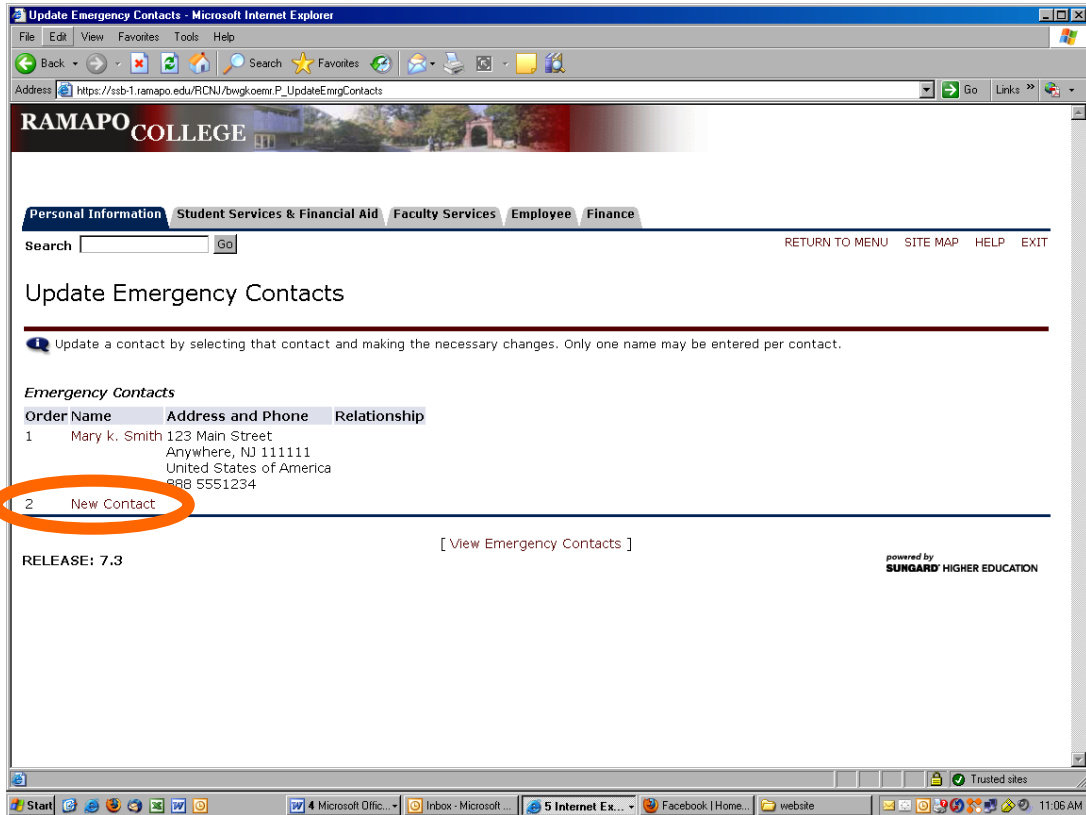 Update Emergency Contacts - Microsoft Internet Explorer
File Edit View Favorites Tools Help
Back Search Favorites
Address https://ssb-1.ramapo.edu/RCNJ/bwgkoemr.P_UpdateEmrgContacts Go Links »
RAMAPO COLLEGE
Personal Information Student Services & Financial Aid Faculty Services Employee Finance
Search Go RETURN TO MENU SITE MAP HELP EXIT
Update Emergency Contacts
Update a contact by selecting that contact and making the necessary changes. Only one name may be entered per contact.
Emergency Contacts
Order Name Address and Phone Relationship
1 Mary k. Smith 123 Main Street
Anywhere, NJ 111111
United States of America
888 5551234
2 New Contact
[ View Emergency Contacts ]
RELEASE: 7.3
powered by
SUNGARD' HIGHER EDUCATION
Trusted sites
Start 4 Microsoft Offic... Inbox - Microsoft ... 5 Internet Ex... Facebook | Home... website 11:06 AM